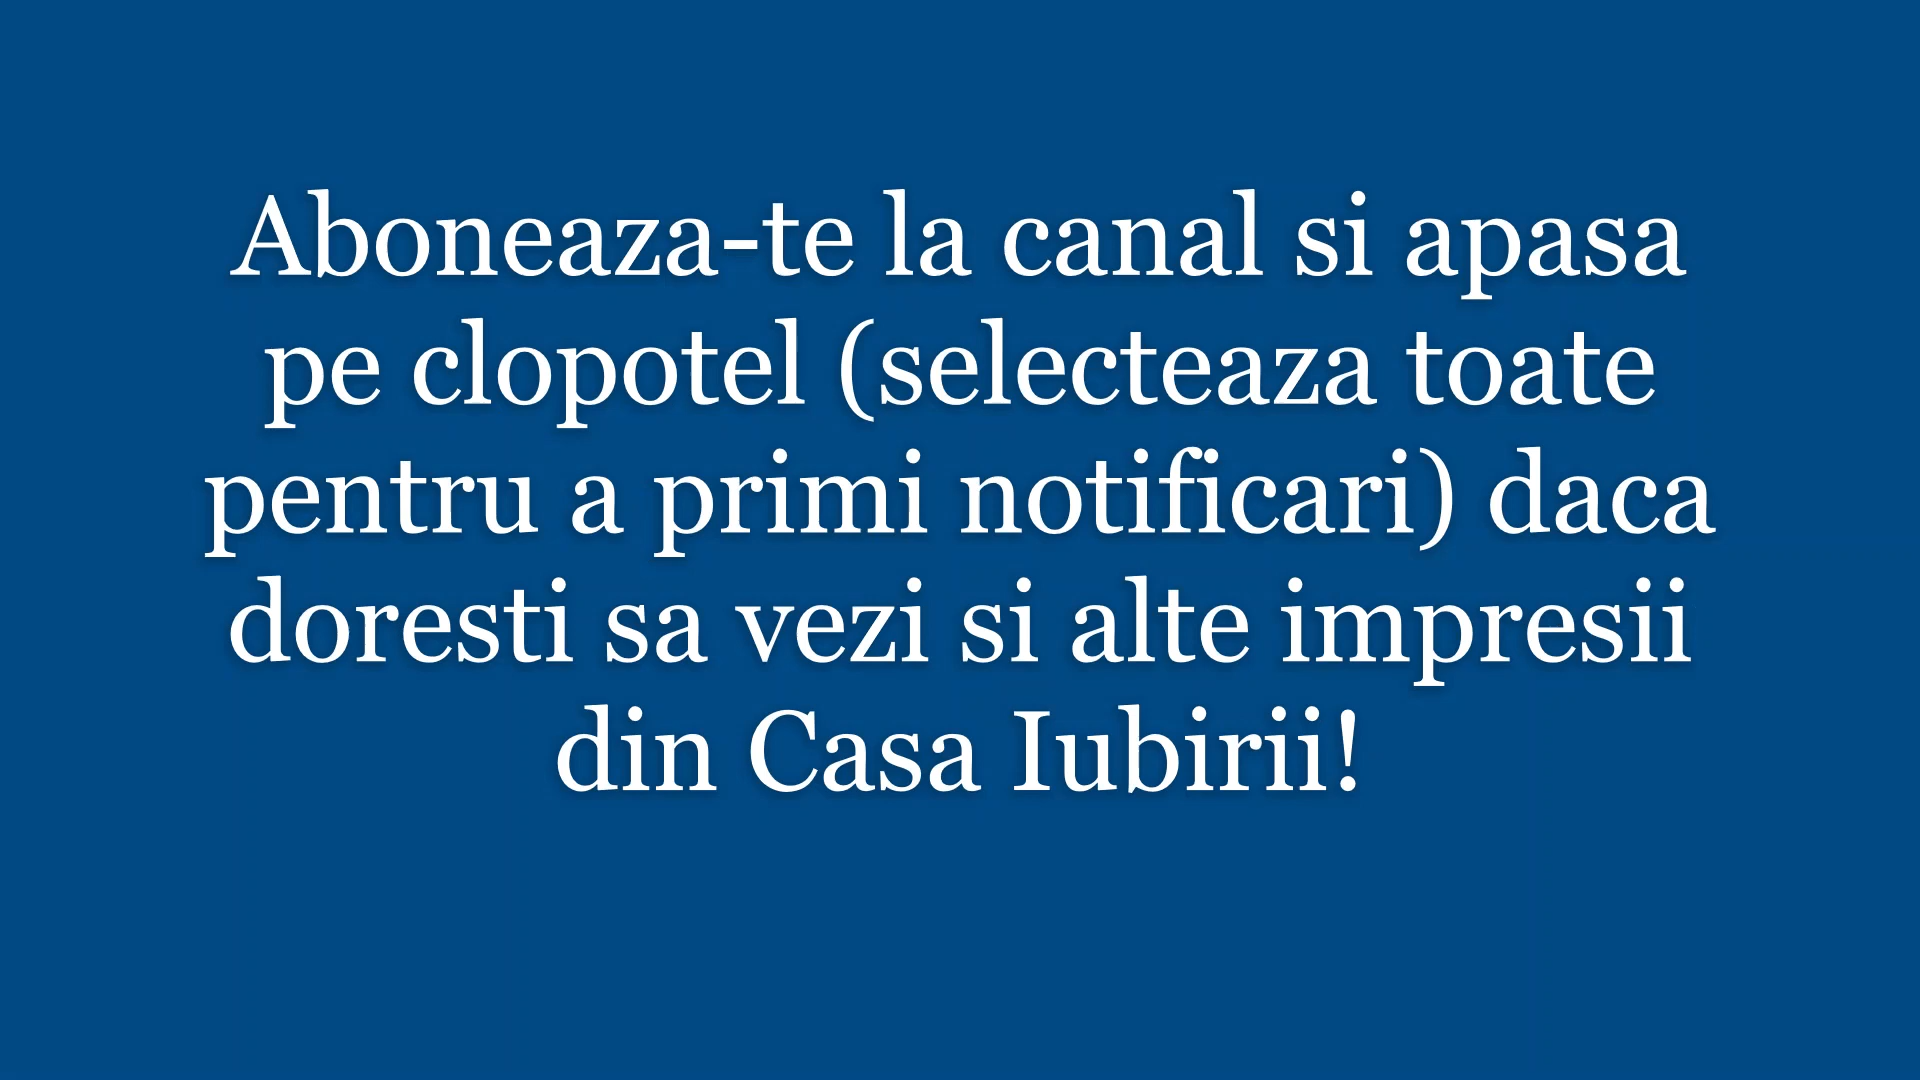 Aboneaza-te la canal si apasa
pe clopotel (selecteaza toate
pentru a primi notificari) daca
doresti sa vezi si alte impresii
din Casa Iubirii!